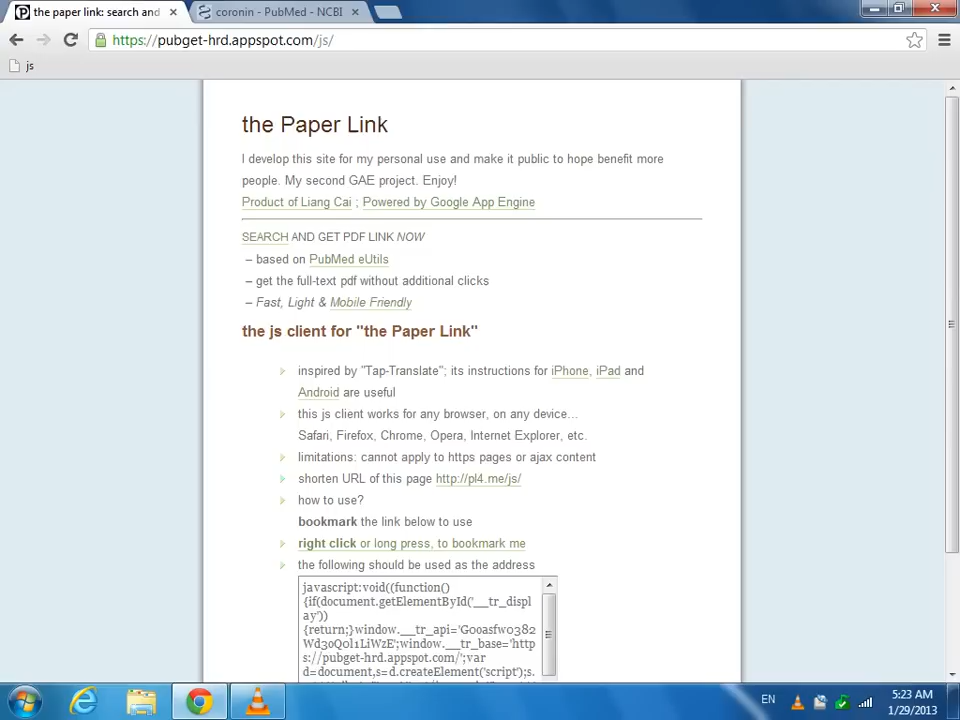 the paper link: search and
coronin - PubMed - NCBI
https://pubget-hrd.appspot.com/js/
js
the Paper Link
I develop this site for my personal use and make it public to hope benefit more
people. My second GAE project. Enjoy!
Product of Liang Cai ; Powered by Google App Engine
SEARCH AND GET PDF LINK NOW
– based on PubMed eUtils
– get the full-text pdf without additional clicks
– Fast, Light & Mobile Friendly
the js client for "the Paper Link"
inspired by "Tap-Translate"; its instructions for iPhone, iPad and
Android are useful
this js client works for any browser, on any device...
Safari, Firefox, Chrome, Opera, Internet Explorer, etc.
limitations: cannot apply to https pages or ajax content
shorten URL of this page http://pl4.me/js/
how to use?
bookmark the link below to use
right click or long press, to bookmark me
the following should be used as the address
javascript:void((function()
{if(document.getElementById('__tr_displ
ay'))
{return;}window.__tr_api='G0oasfw0382
Wd3oQ0l1LiWzE';window.__tr_base='http
s://pubget-hrd.appspot.com/';var
d=document,s=d.createElement('script');s.
EN
5:23 AM
1/29/2013